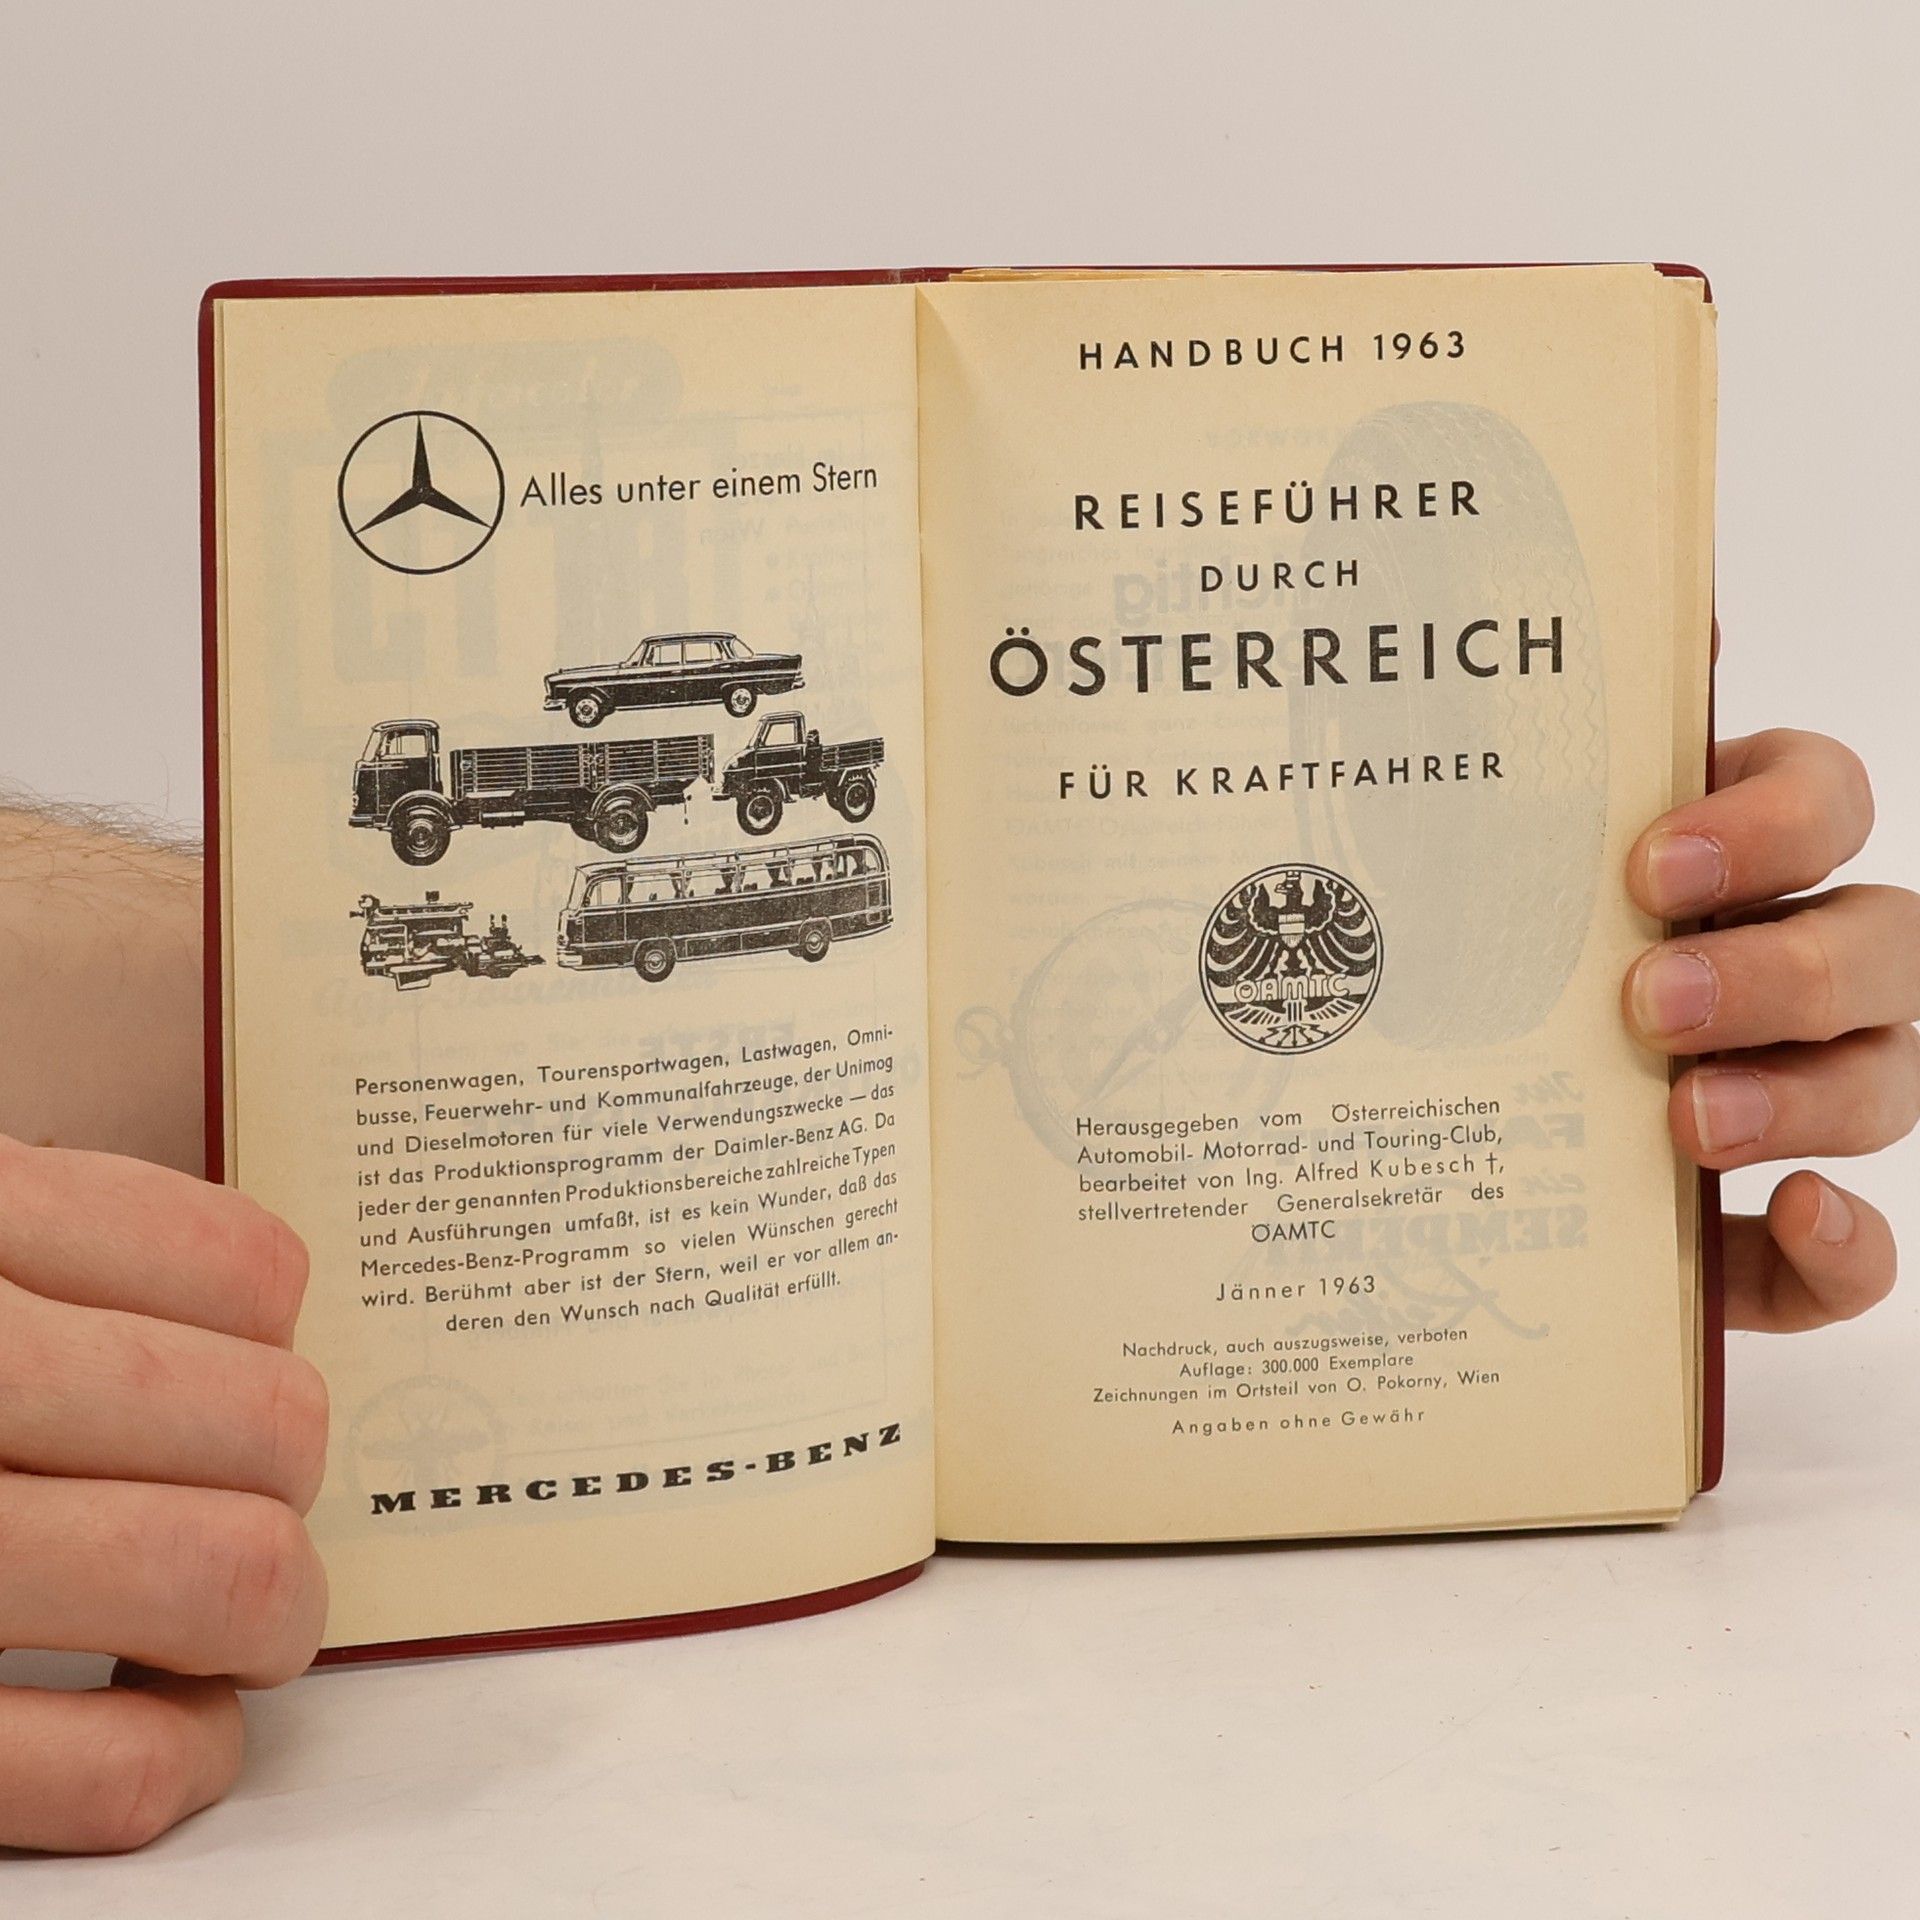 Alles unter einem Stern
Personenwagen, Tourensportwagen, Lastwagen, Omni-
busse, Feuerwehr- und Kommunalfahrzeuge, der Unimog
und Dieselmotoren für viele Verwendungszwecke — das
ist das Produktionsprogramm der Daimler-Benz AG. Da
jeder der genannten Produktionsbereiche zahlreiche Typen
und Ausführungen umfaßt, ist es kein Wunder, daß das
Mercedes-Benz-Programm so vielen Wünschen gerecht
wird. Berühmt aber ist der Stern, weil er vor allem an-
deren den Wunsch nach Qualität erfüllt.
MERCEDES-BENZ
HANDBUCH 1963
REISEFÜHRER
DURCH
ÖSTERREICH
FÜR KRAFTFAHRER
ÖAMTC
Herausgegeben vom Österreichischen
Automobil- Motorrad- und Touring-Club,
bearbeitet von Ing. Alfred Kubesch †,
stellvertretender Generalsekretär des
ÖAMTC
Jänner 1963
Nachdruck, auch auszugsweise, verboten
Auflage: 300.000 Exemplare
Zeichnungen im Ortsteil von O. Pokorny, Wien
Angaben ohne Gewähr